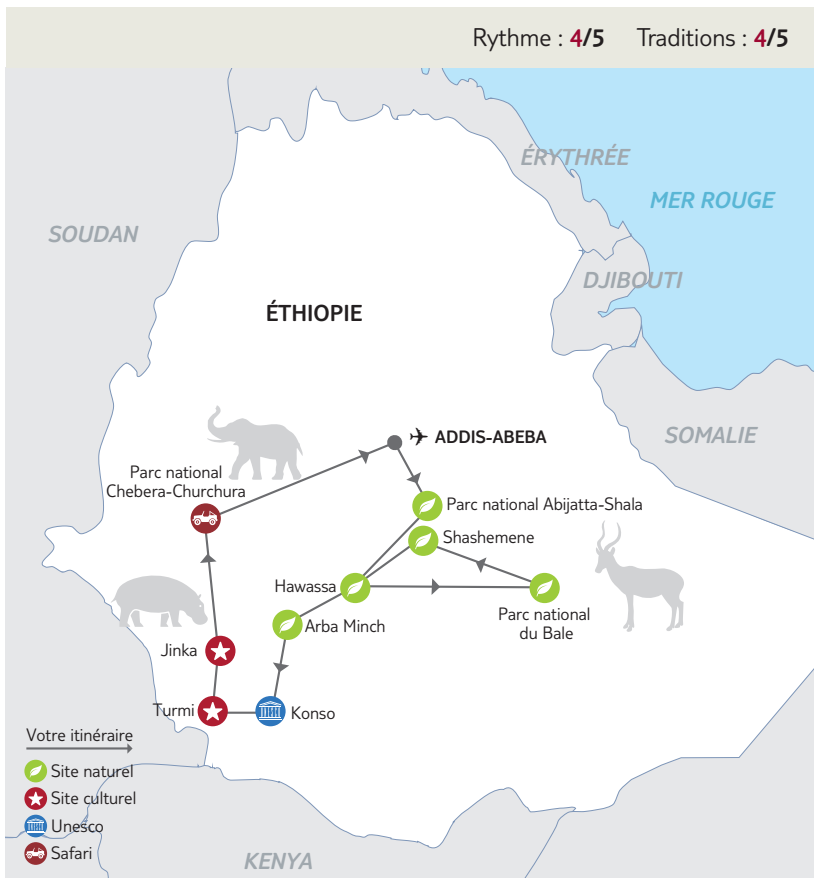 Rythme : 4/5 Traditions : 4/5
ÉRYTHRÉE
MER ROUGE
SOUDAN
DJIBOUTI
ÉTHIOPIE
ADDIS-ABEBA
SOMALIE
Parc national
Chebera-Churchura
Parc national Abijatta-Shala
Shashemene
Hawassa
Parc national
du Bale
Arba Minch
Jinka
Turmi
Konso
Votre itinéraire
Site naturel
Site culturel
Unesco
Safari
KENYA